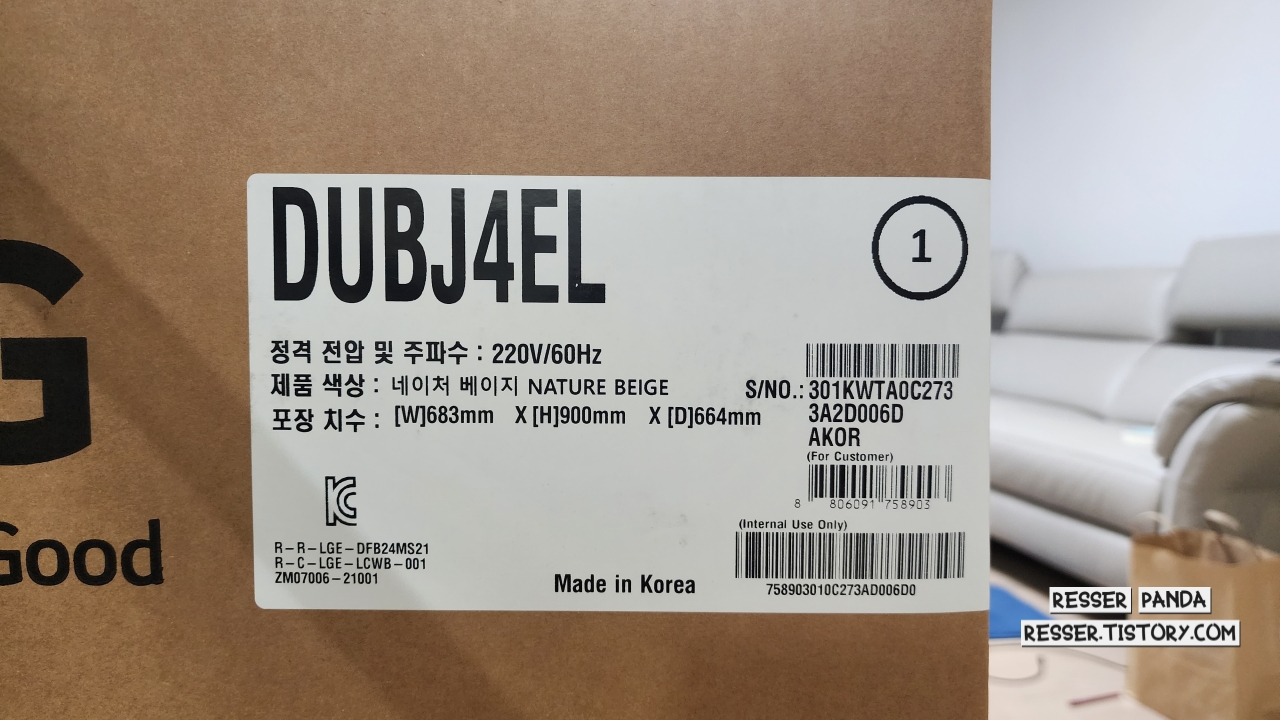 G
Good
DUBJ4EL
1
정격 전압 및 주파수 : 220V/60Hz
제품 색상 : 네이처 베이지 NATURE BEIGE
포장 치수 : [W]683mm X [H]900mm X [D]664mm
S/NO.: 301KWTA0C273
3A2D006D
AKOR
(For Customer)
8 806091 758903
(Internal Use Only)
758903010C273AD006D0
R-R-LGE-DFB24MS21
R-C-LGE-LCWB-001
ZM07006-21001
Made in Korea
RESSER PANDA
RESSER.TISTORY.COM